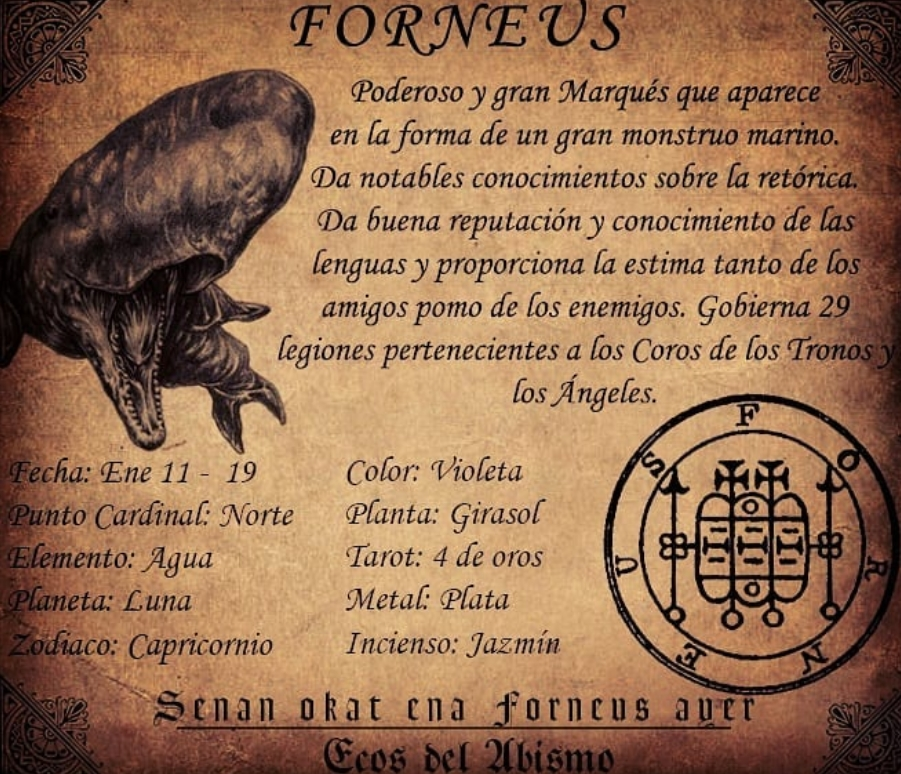 FORNEUS
Poderoso y gran Marqués que aparece
en la forma de un gran monstruo marino.
Da notables conocimientos sobre la retórica.
Da buena reputación y conocimiento de las
lenguas y proporciona la estima tanto de los
amigos pomo de los enemigos. Gobierna 29
legiones pertenecientes a los Coros de los Tronos y
los Ángeles.
Fecha: Ene 11 - 19
Punto Cardinal: Norte
Elemento: Agua
Planeta: Luna
Zodiaco: Capricornio
Color: Violeta
Planta: Girasol
Tarot: 4 de oros
Metal: Plata
Incienso: Jazmín
FORNEUS
Senan okat ena Forneus ayer
Ecos del Abismo